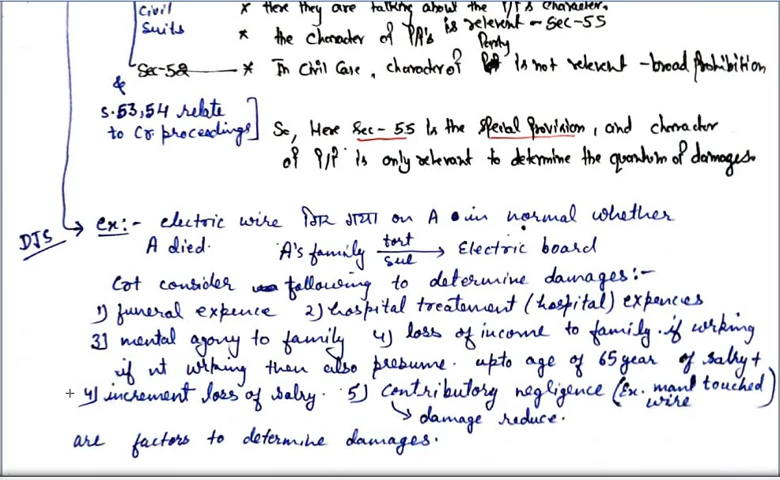 Civil * Here they are talking about the P/P's character.
Suits * the character of P/P's is relevent - Sec-55
Sec-52 * In Civil Case, character of Party is not relevent - broad Prohibition
&
s.53,54 relate
to Cr proceedings
So, Here Sec-55 is the Special Provision, and character
of P/P is only relevant to determine the quantum of damages.
DJS → ex:- electric wire गिर गया on A in normal whether
A died. A's family tort sue → Electric board
Cot consider following to determine damages:-
1) funeral expence 2) hospital treatement (hospital) expencies
3) mental agony to family 4) loss of income to family. if wrking
if nt wrking then also presume. upto age of 65 year of salry +
+ 4) increment loss of salry. 5) contributory negligence (Ex. man touched wire)
↳ damage reduce.
are factors to determine damages.